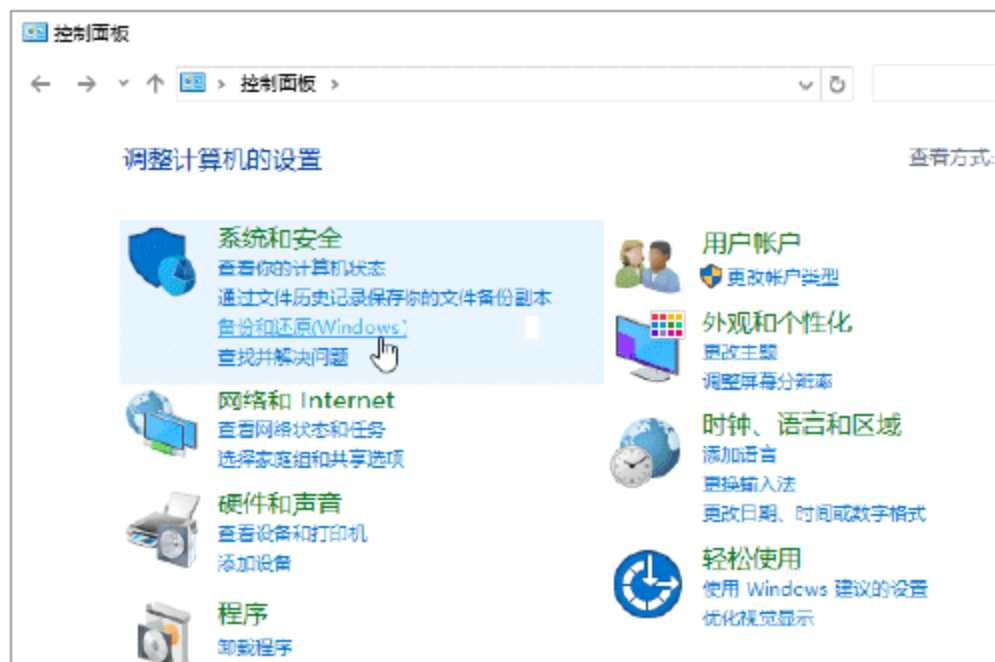 控制面板
控制面板
调整计算机的设置
查看方式:
系统和安全
查看你的计算机状态
通过文件历史记录保存你的文件备份副本
备份和还原(Windows )
查找并解决问题
网络和 Internet
查看网络状态和任务
选择家庭组和共享选项
硬件和声音
查看设备和打印机
添加设备
程序
卸载程序
用户帐户
更改帐户类型
外观和个性化
更改主题
调整屏幕分辨率
时钟、语言和区域
添加语言
更换输入法
更改日期、时间或数字格式
轻松使用
使用 Windows 建议的设置
优化视觉显示